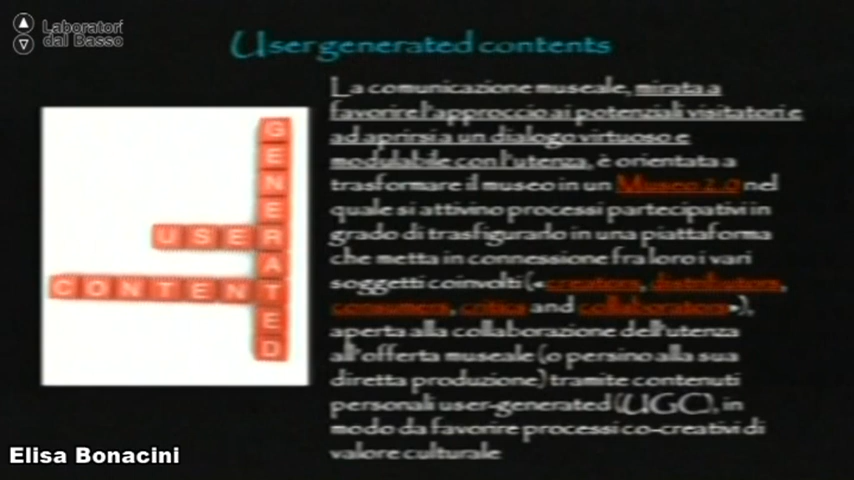 Laboratori
dal Basso
User generated contents
La comunicazione museale, mirata a
favorire l'approccio ai potenziali visitatori e
ad aprirsi a un dialogo virtuoso e
modulabile con l'utenza, è orientata a
trasformare il museo in un Museo 2.0 nel
quale si attivino processi partecipativi in
grado di trasfigurarlo in una piattaforma
che metta in connessione fra loro i vari
soggetti coinvolti («creators, distributors,
consumers, critics and collaborators»),
aperta alla collaborazione dell'utenza
all'offerta museale (o persino alla sua
diretta produzione) tramite contenuti
personali user-generated (UGC), in
modo da favorire processi co-creativi di
valore culturale
GENERATED
USER
CONTENT
Elisa Bonacini